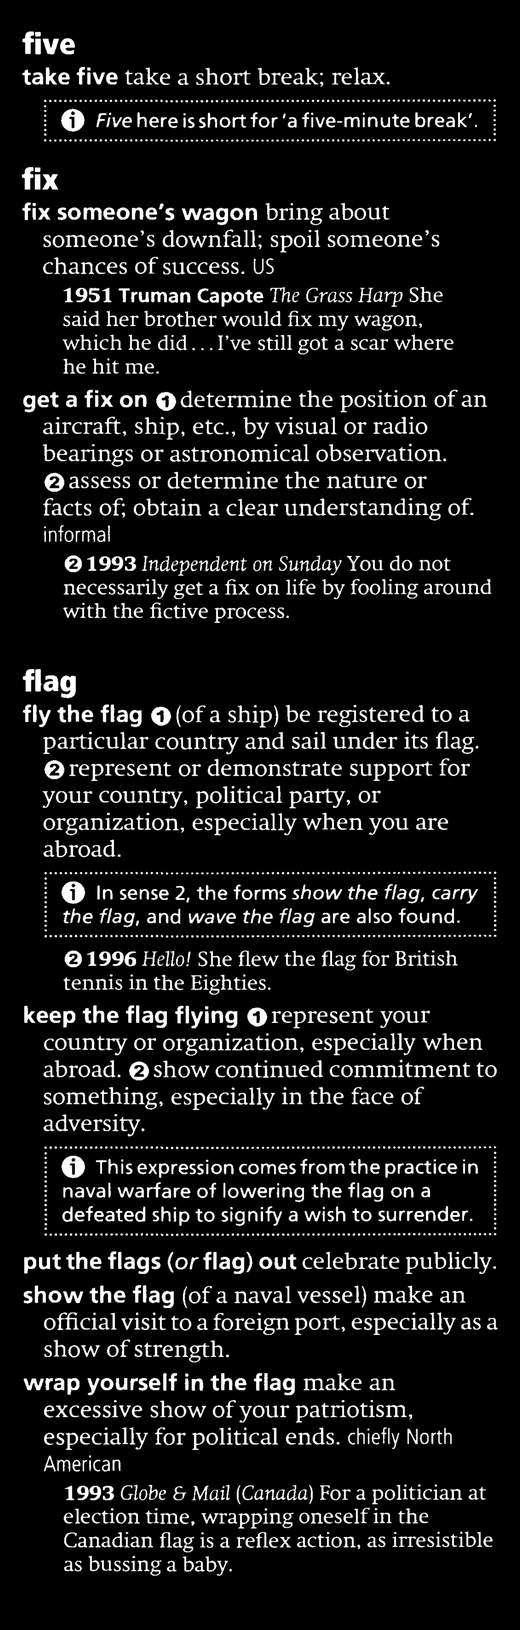 five
take five take a short break; relax.
ⓘ Five here is short for ‘a five-minute break’.
fix
fix someone’s wagon bring about
someone’s downfall; spoil someone’s
chances of success. US
1951 Truman Capote The Grass Harp She
said her brother would fix my wagon,
which he did...I’ve still got a scar where
he hit me.
get a fix on ❶ determine the position of an
aircraft, ship, etc., by visual or radio
bearings or astronomical observation.
❷ assess or determine the nature or
facts of; obtain a clear understanding of.
informal
❷ 1993 Independent on Sunday You do not
necessarily get a fix on life by fooling around
with the fictive process.
flag
fly the flag ❶ (of a ship) be registered to a
particular country and sail under its flag.
❷ represent or demonstrate support for
your country, political party, or
organization, especially when you are
abroad.
ⓘ In sense 2, the forms show the flag, carry
the flag, and wave the flag are also found.
❷ 1996 Hello! She flew the flag for British
tennis in the Eighties.
keep the flag flying ❶ represent your
country or organization, especially when
abroad. ❷ show continued commitment to
something, especially in the face of
adversity.
ⓘ This expression comes from the practice in
naval warfare of lowering the flag on a
defeated ship to signify a wish to surrender.
put the flags (or flag) out celebrate publicly.
show the flag (of a naval vessel) make an
official visit to a foreign port, especially as a
show of strength.
wrap yourself in the flag make an
excessive show of your patriotism,
especially for political ends. chiefly North
American
1993 Globe & Mail (Canada) For a politician at
election time, wrapping oneself in the
Canadian flag is a reflex action, as irresistible
as bussing a baby.